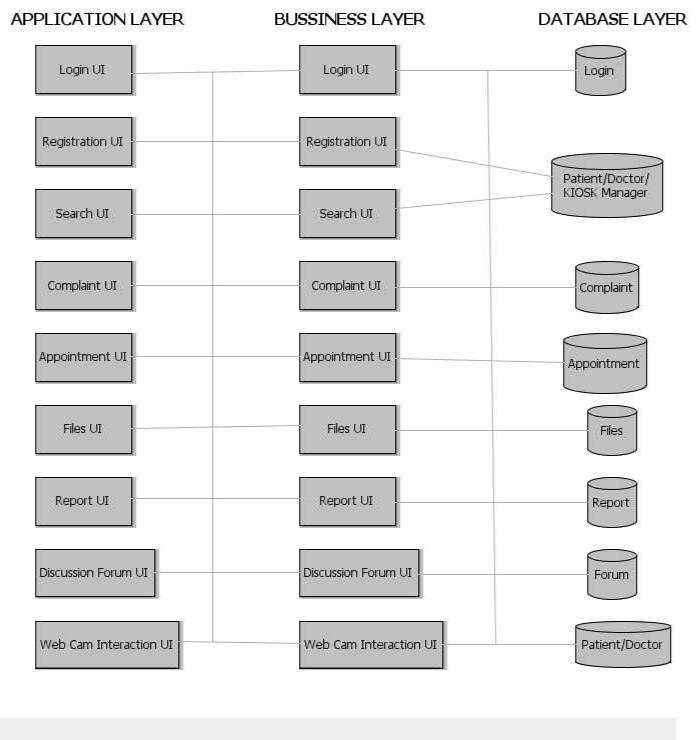 APPLICATION LAYER
BUSSINESS LAYER
DATABASE LAYER
Login UI
Login UI
Login
Registration UI
Registration UI
Patient/Doctor/
KIOSK Manager
Search UI
Search UI
Complaint UI
Complaint UI
Complaint
Appointment UI
Appointment UI
Appointment
Files UI
Files UI
Files
Report UI
Report UI
Report
Discussion Forum UI
Discussion Forum UI
Forum
Web Cam Interaction UI
Web Cam Interaction UI
Patient/Doctor